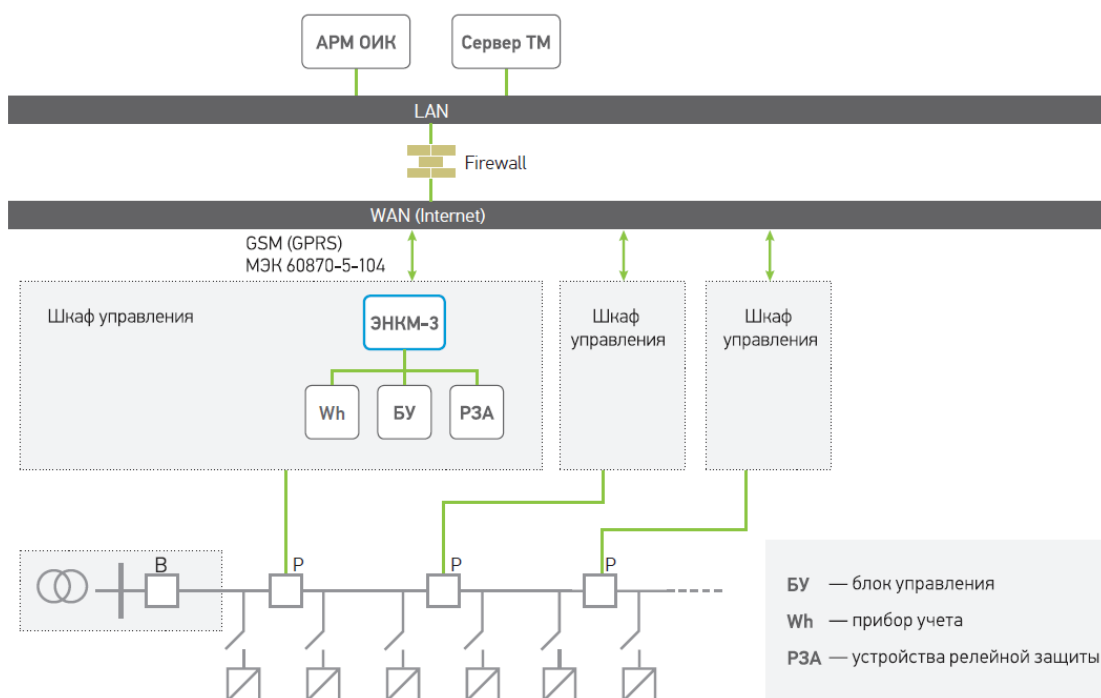 АРМ ОИК
Сервер ТМ
LAN
Firewall
WAN (Internet)
GSM (GPRS)
МЭК 60870-5-104
Шкаф управления
ЭНКМ-3
Wh
БУ
РЗА
Шкаф
управления
Шкаф
управления
В
Р
Р
Р
БУ — блок управления
Wh — прибор учета
РЗА — устройства релейной защиты